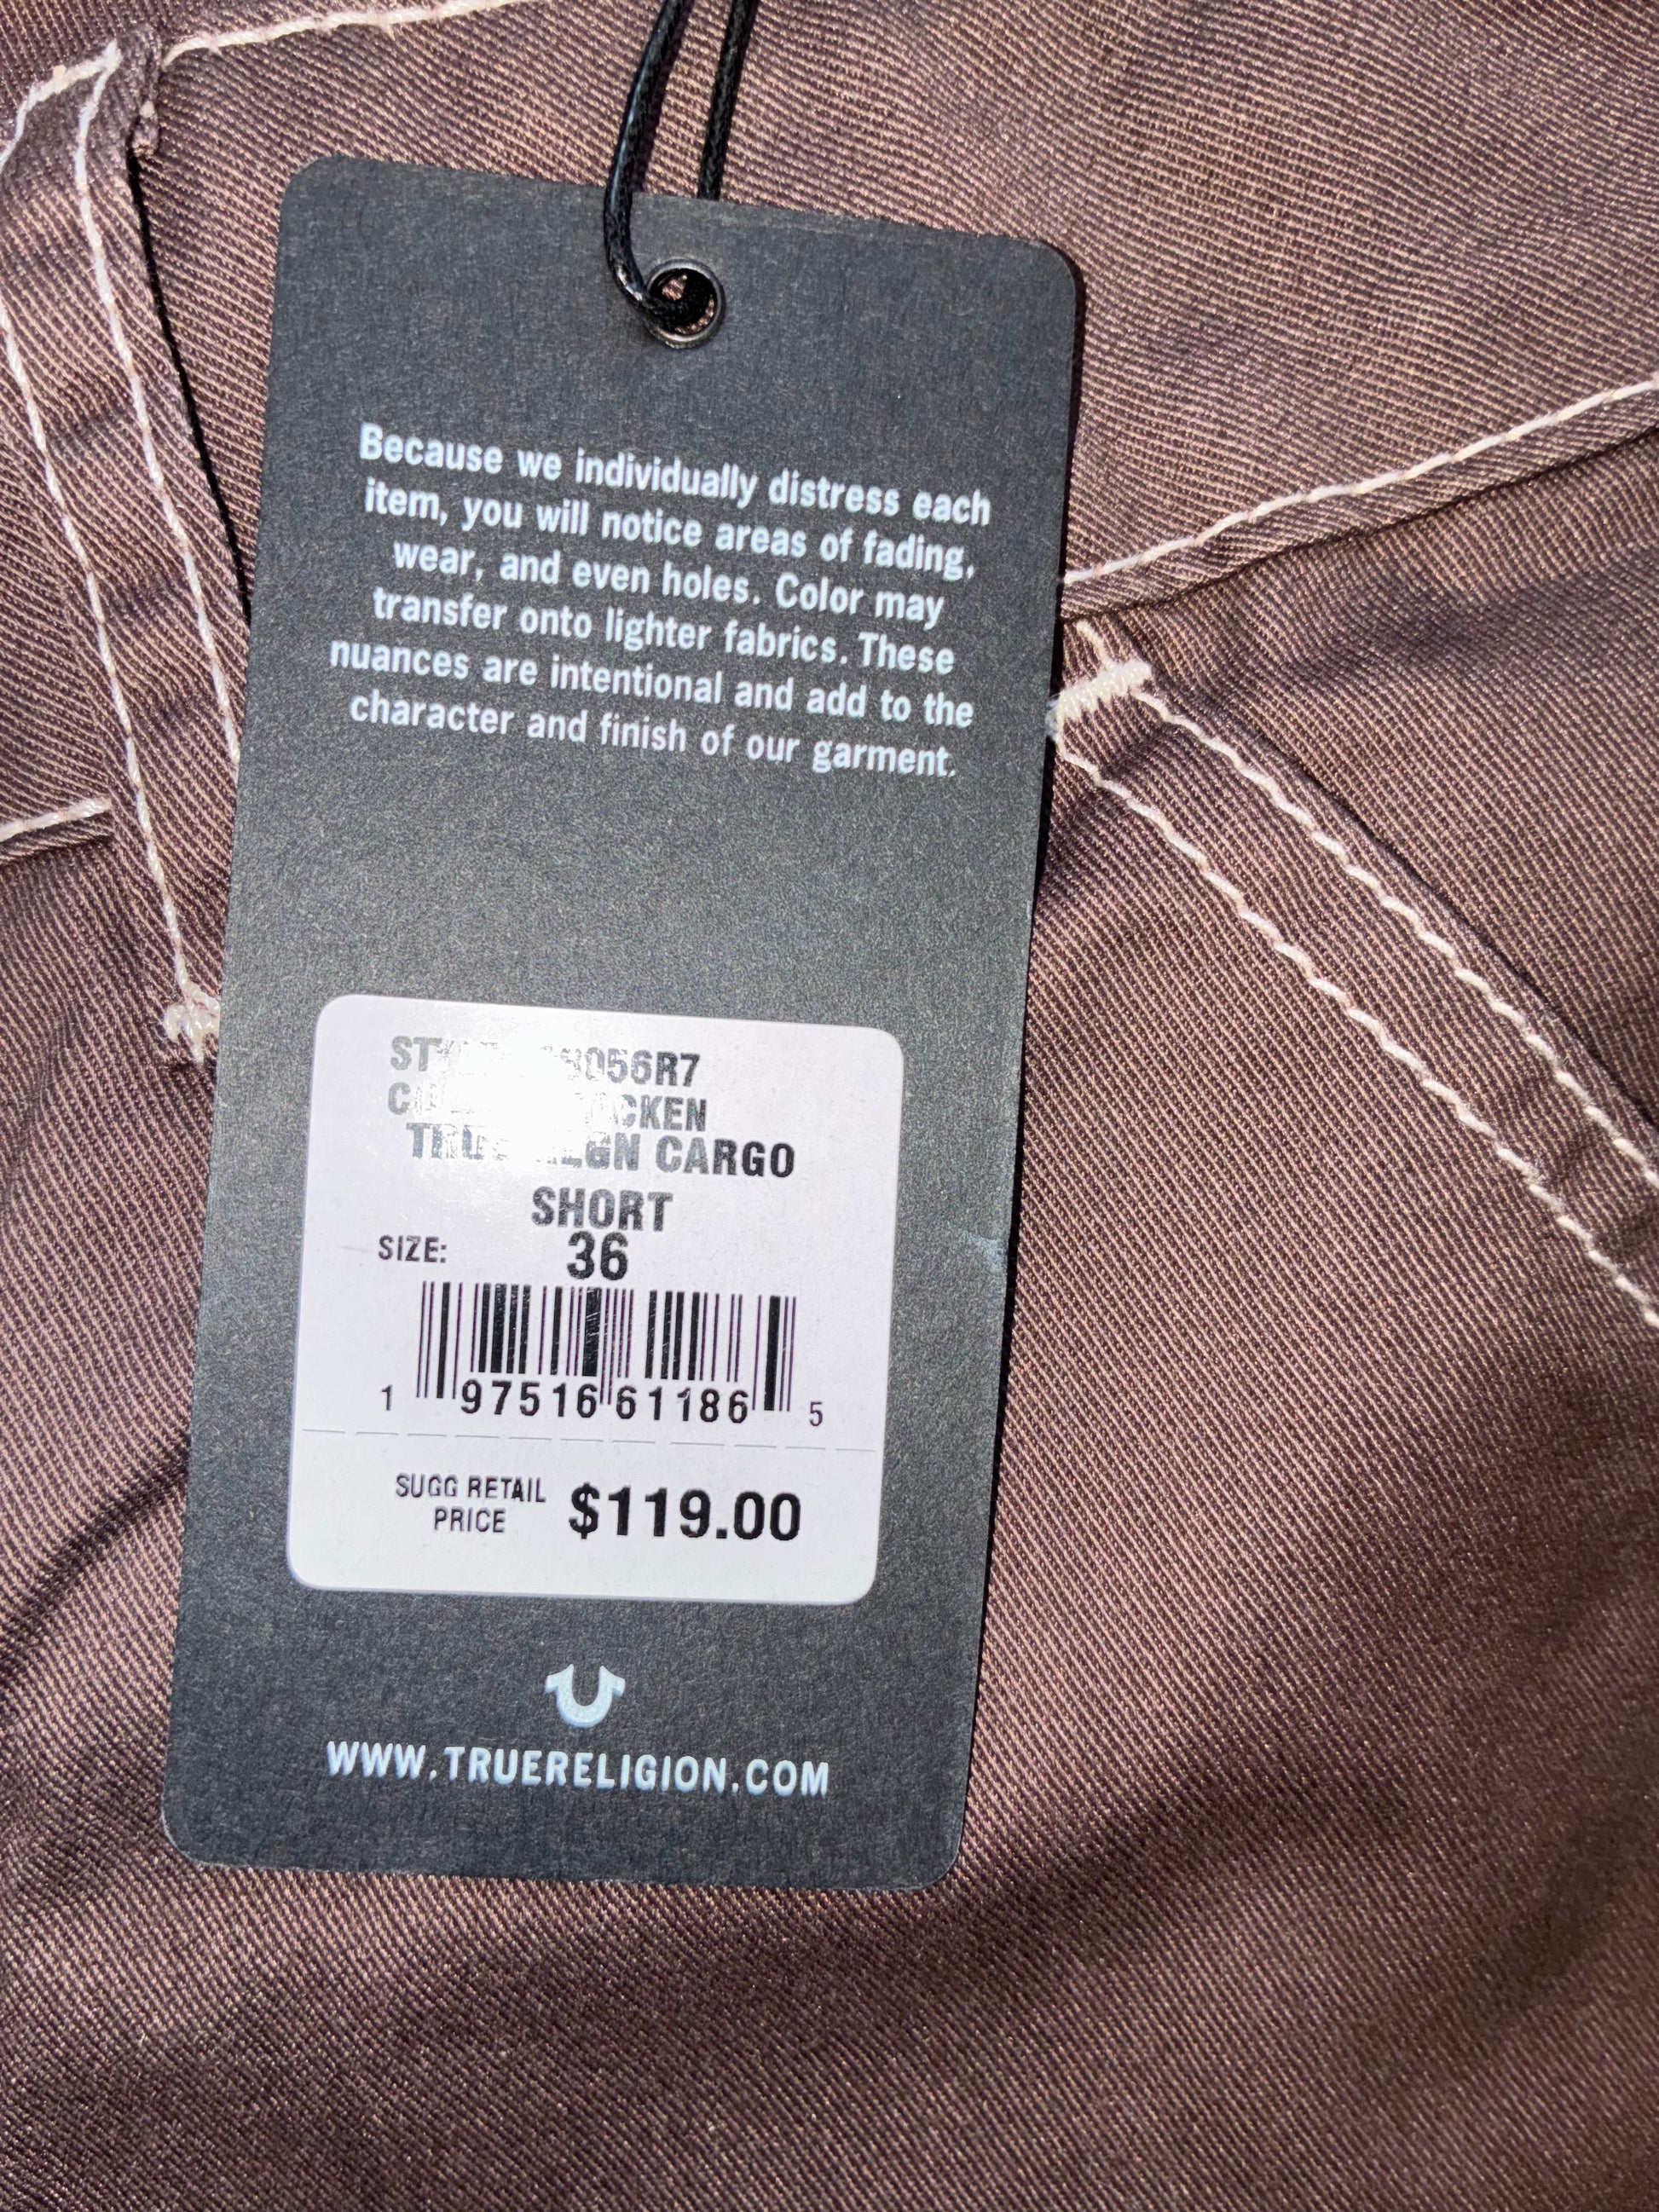 Because we individually distress each
item, you will notice areas of fading,
wear, and even holes. Color may
transfer onto lighter fabrics. These
nuances are intentional and add to the
character and finish of our garment.
CARGO
SHORT
SIZE: 36
1 97516 61186 5
SUGG RETAIL
PRICE $119.00
WWW.TRUERELIGION.COM